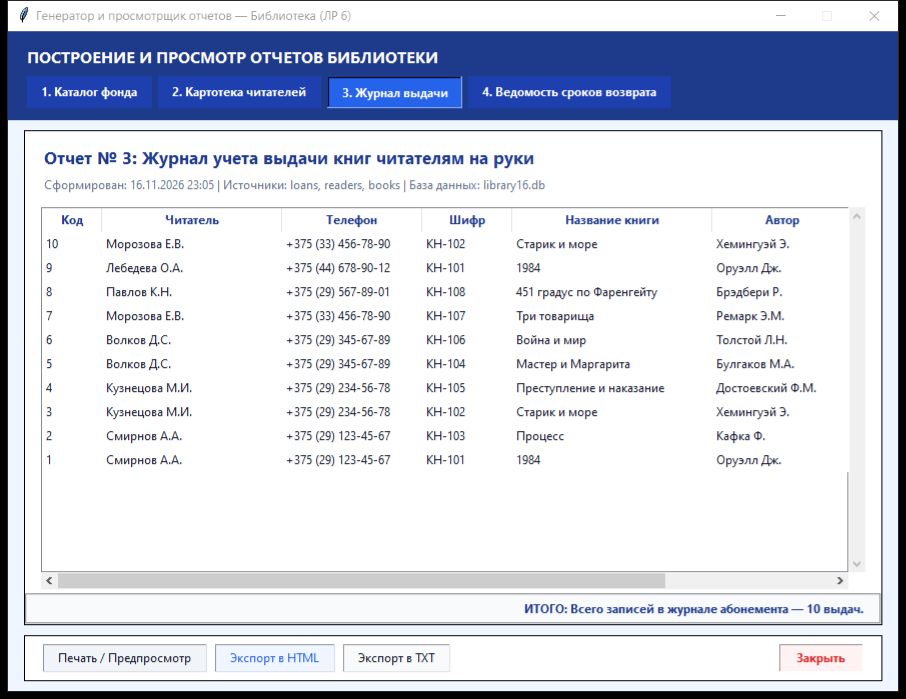 Генератор и просмотрщик отчетов — Библиотека (ЛР 6)
ПОСТРОЕНИЕ И ПРОСМОТР ОТЧЕТОВ БИБЛИОТЕКИ
1. Каталог фонда 2. Картотека читателей 3. Журнал выдачи 4. Ведомость сроков возврата
Отчет № 3: Журнал учета выдачи книг читателям на руки
Сформирован: 16.11.2026 23:05 | Источники: loans, readers, books | База данных: library16.db
Код Читатель Телефон Шифр Название книги Автор
10 Морозова Е.В. +375 (33) 456-78-90 КН-102 Старик и море Хемингуэй Э.
9 Лебедева О.А. +375 (44) 678-90-12 КН-101 1984 Оруэлл Дж.
8 Павлов К.Н. +375 (29) 567-89-01 КН-108 451 градус по Фаренгейту Брэдбери Р.
7 Морозова Е.В. +375 (33) 456-78-90 КН-107 Три товарища Ремарк Э.М.
6 Волков Д.С. +375 (29) 345-67-89 КН-106 Война и мир Толстой Л.Н.
5 Волков Д.С. +375 (29) 345-67-89 КН-104 Мастер и Маргарита Булгаков М.А.
4 Кузнецова М.И. +375 (29) 234-56-78 КН-105 Преступление и наказание Достоевский Ф.М.
3 Кузнецова М.И. +375 (29) 234-56-78 КН-102 Старик и море Хемингуэй Э.
2 Смирнов А.А. +375 (29) 123-45-67 КН-103 Процесс Кафка Ф.
1 Смирнов А.А. +375 (29) 123-45-67 КН-101 1984 Оруэлл Дж.
ИТОГО: Всего записей в журнале абонемента — 10 выдач.
Печать / Предпросмотр Экспорт в HTML Экспорт в TXT Закрыть